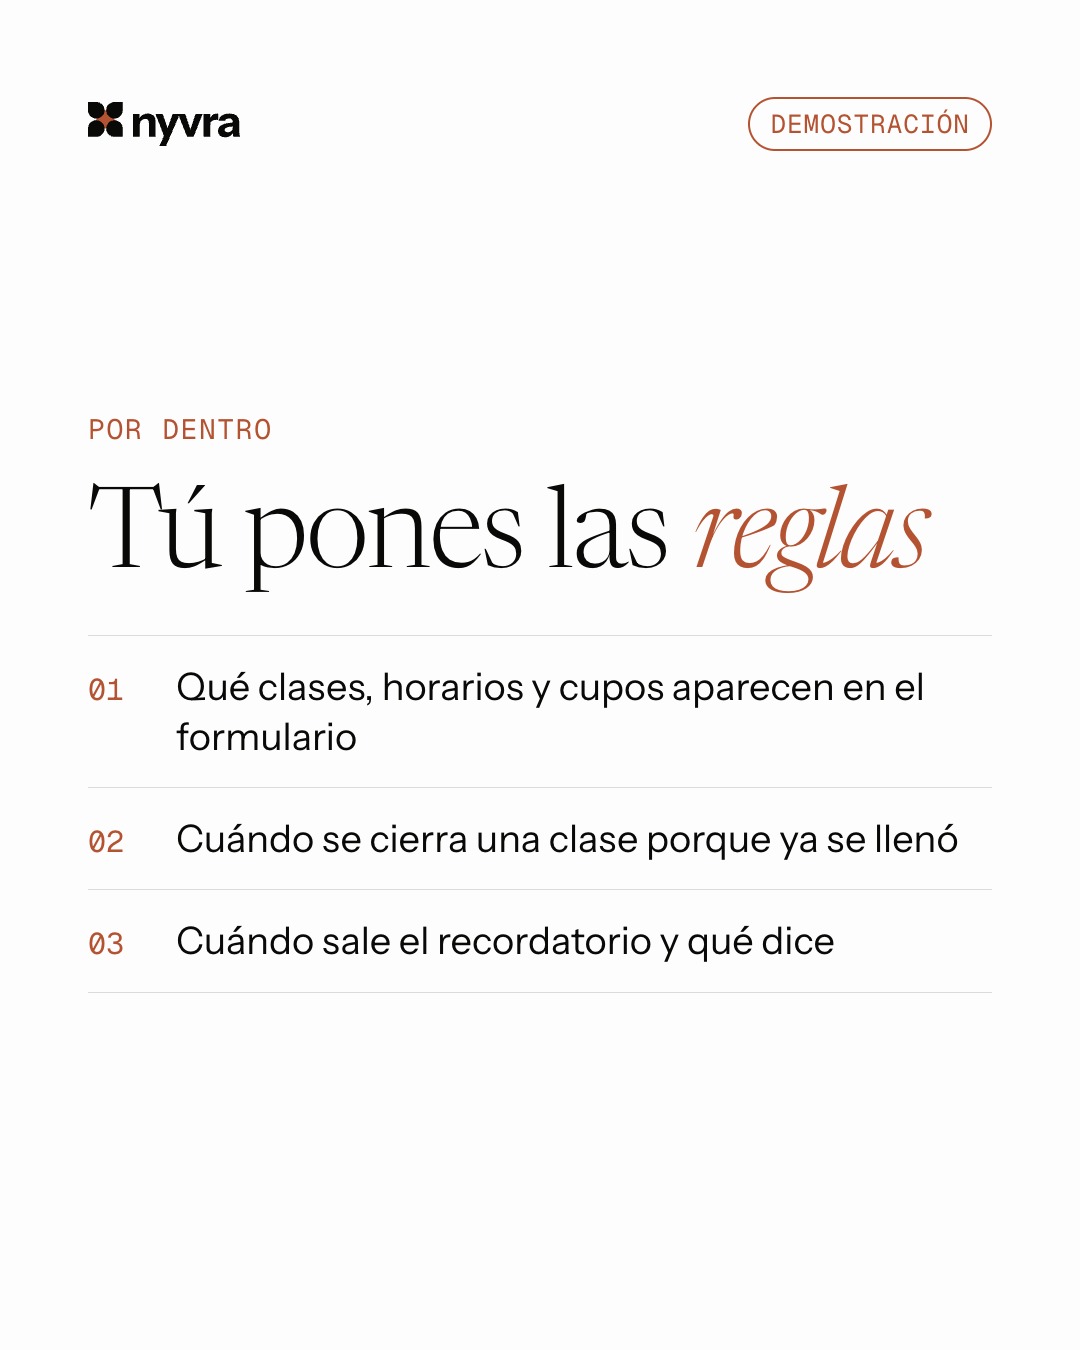 nyvra
DEMOSTRACIÓN
POR DENTRO
Tú pones las reglas
01 Qué clases, horarios y cupos aparecen en el
formulario
02 Cuándo se cierra una clase porque ya se llenó
03 Cuándo sale el recordatorio y qué dice